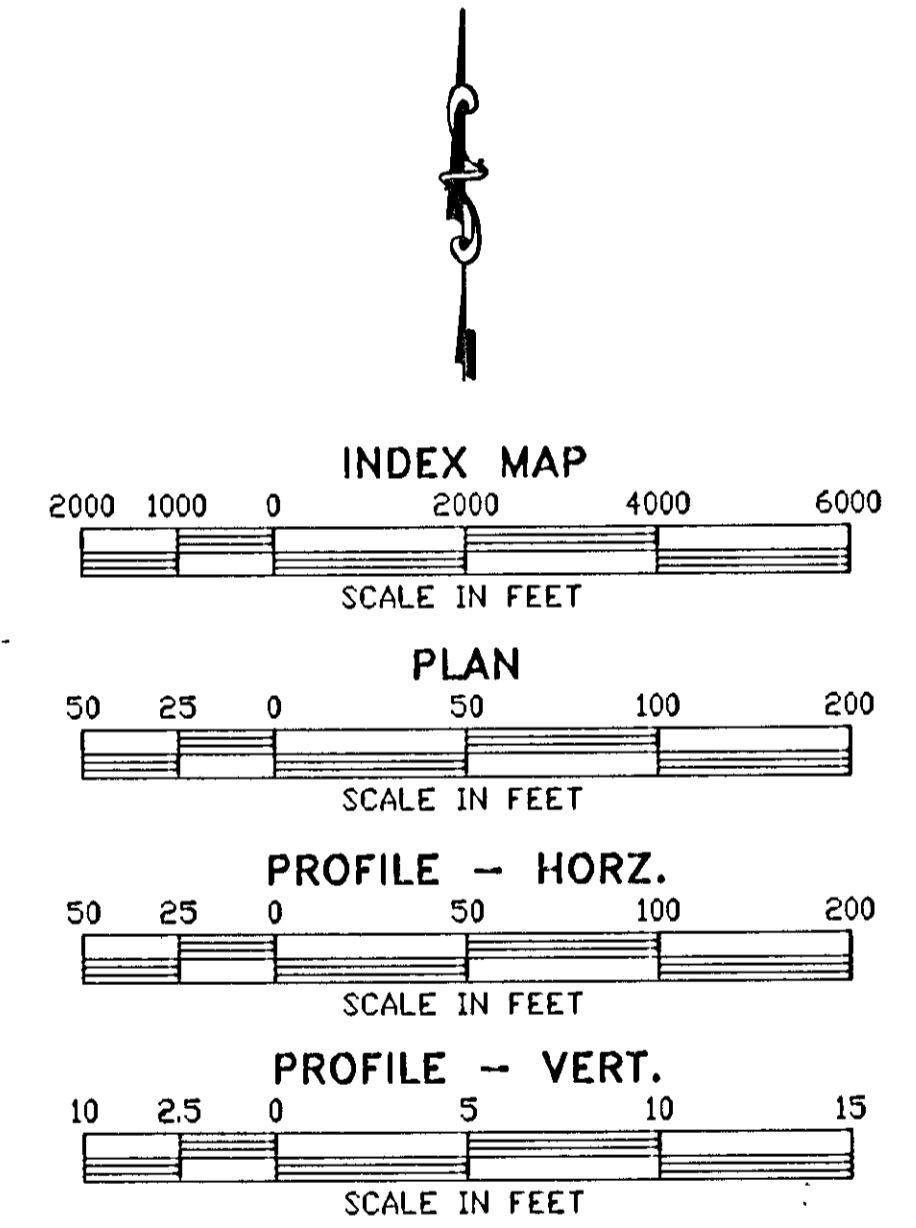 INDEX MAP
2000 1000 0 2000 4000 6000
SCALE IN FEET
PLAN
50 25 0 50 100 200
SCALE IN FEET
PROFILE - HORZ.
50 25 0 50 100 200
SCALE IN FEET
PROFILE - VERT.
10 2.5 0 5 10 15
SCALE IN FEET